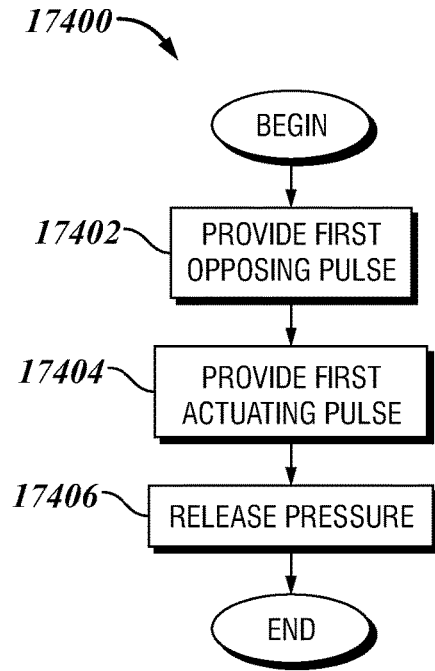 17400
BEGIN
17402
PROVIDE FIRST
OPPOSING PULSE
17404
PROVIDE FIRST
ACTUATING PULSE
17406
RELEASE PRESSURE
END